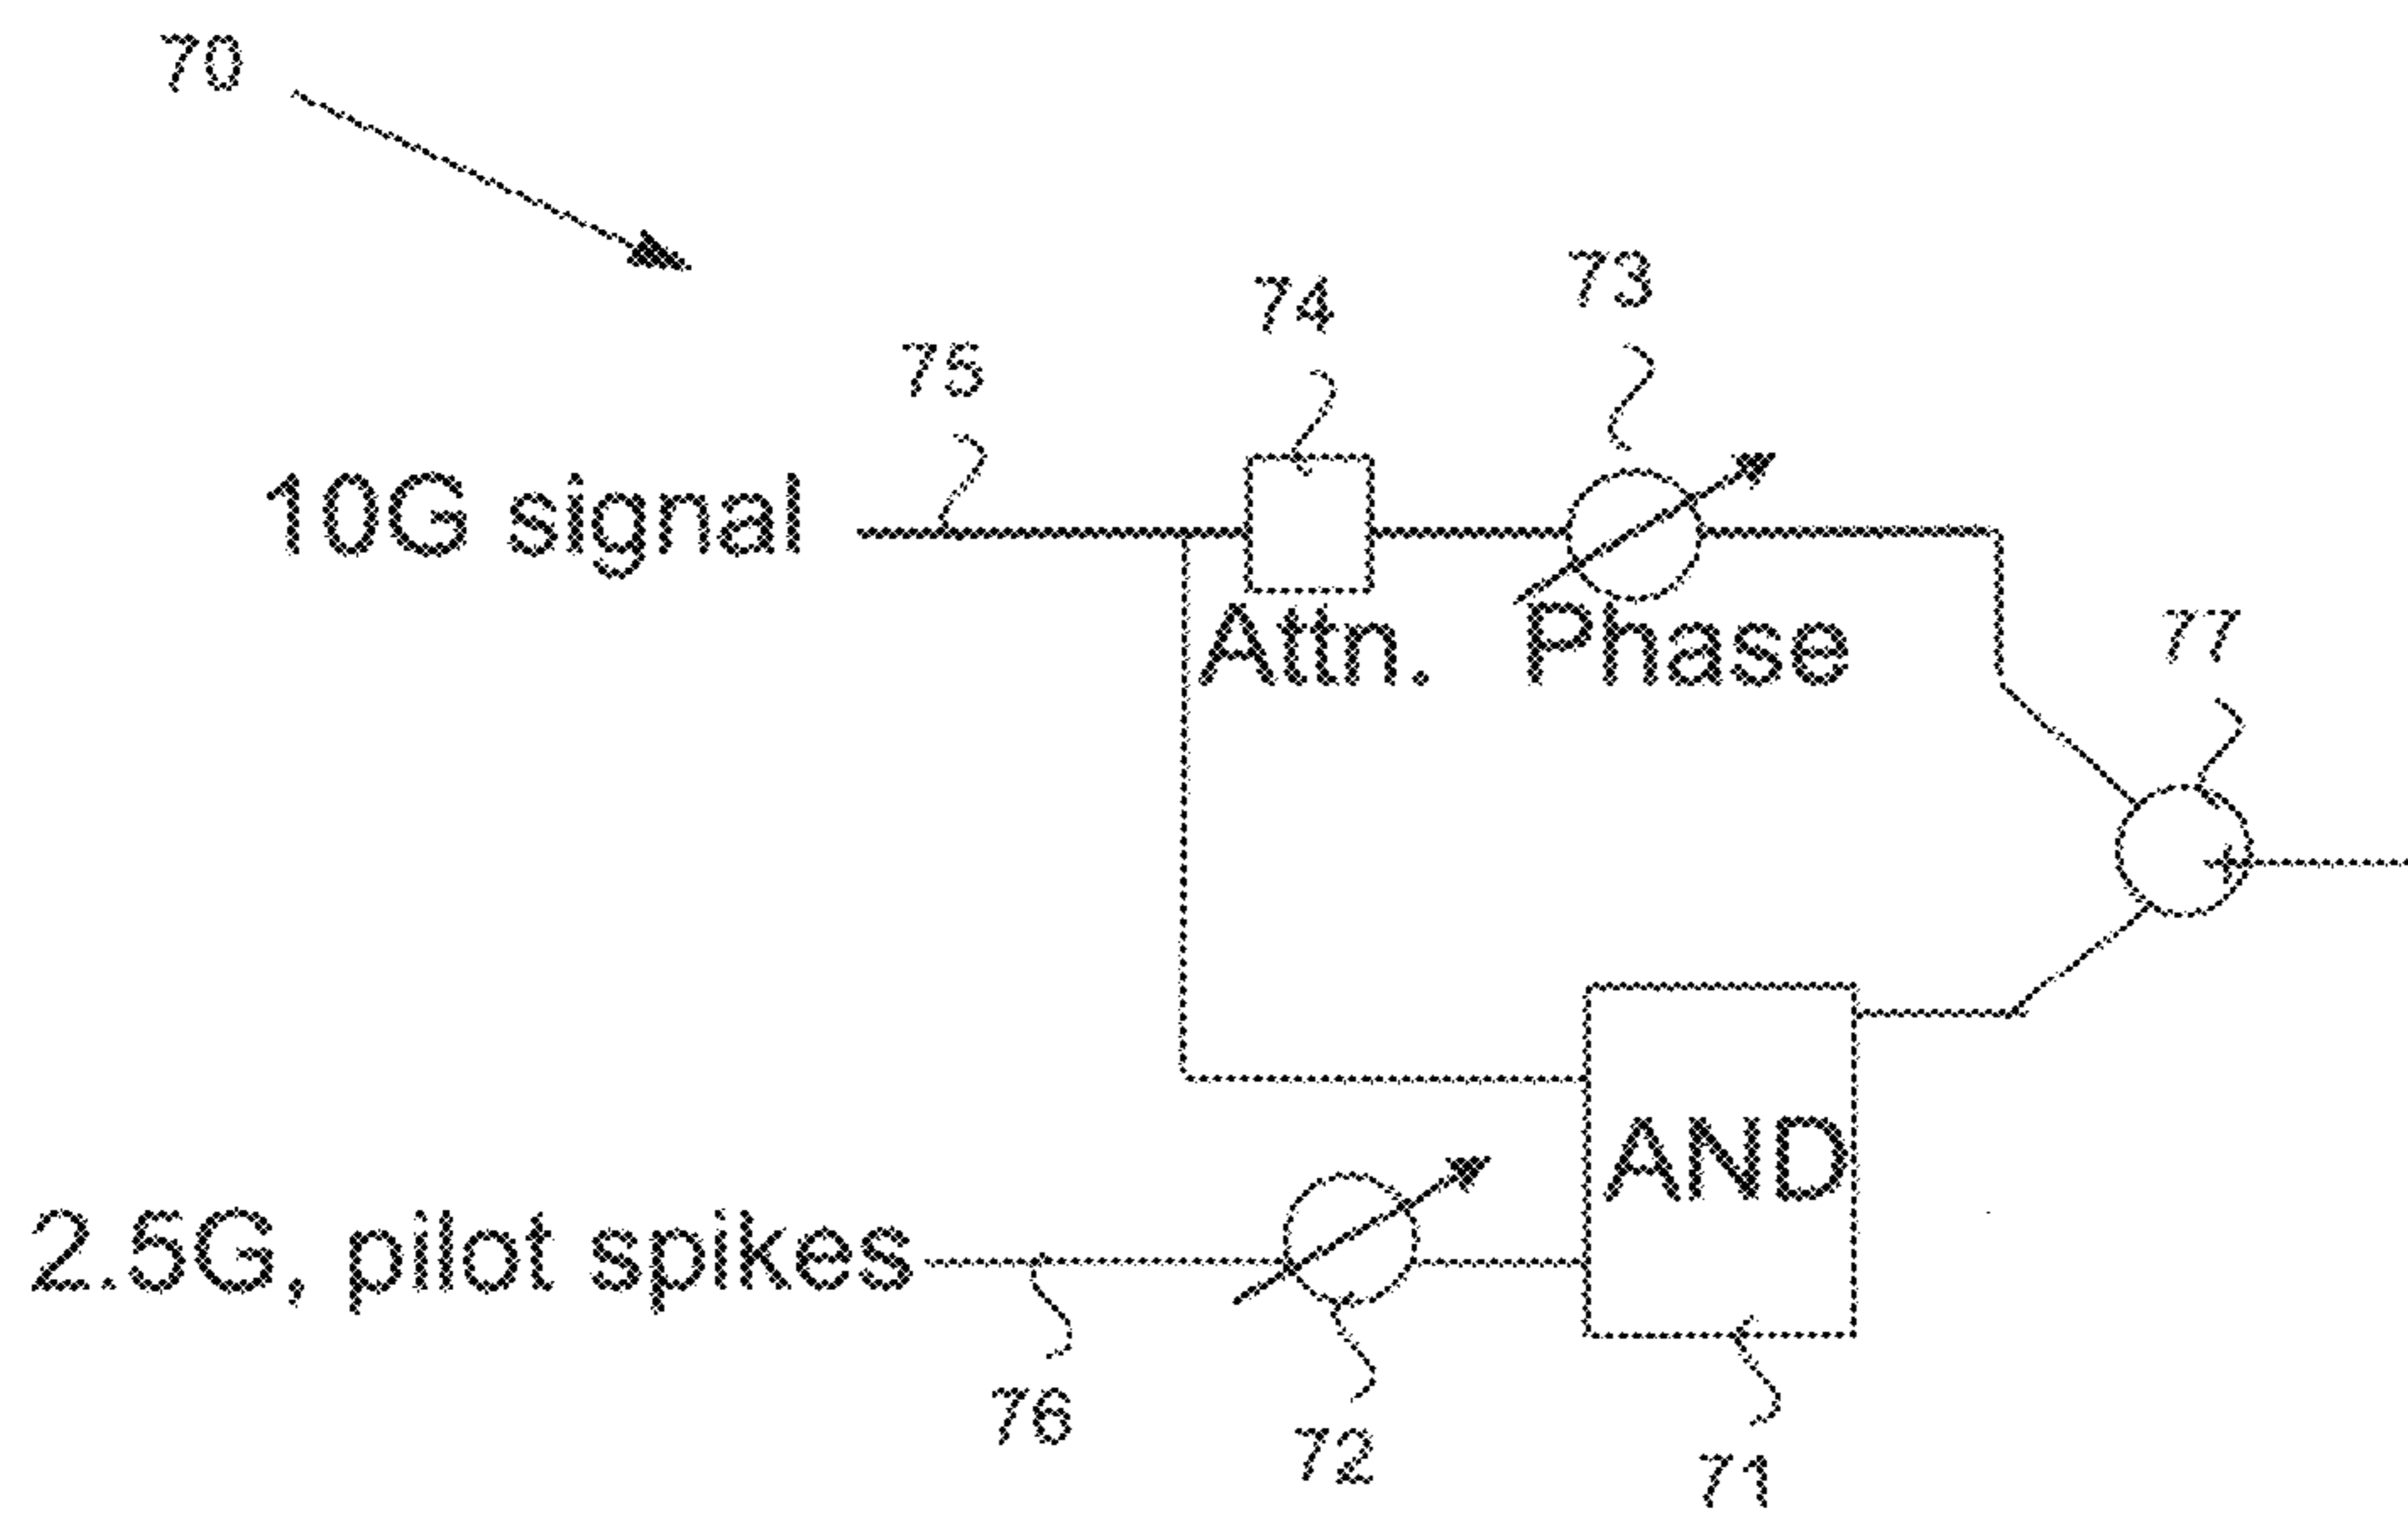 70
73
74
75
10G signal
Attn. Phase
77
AND
2.5G, pilot spikes
76
72
71